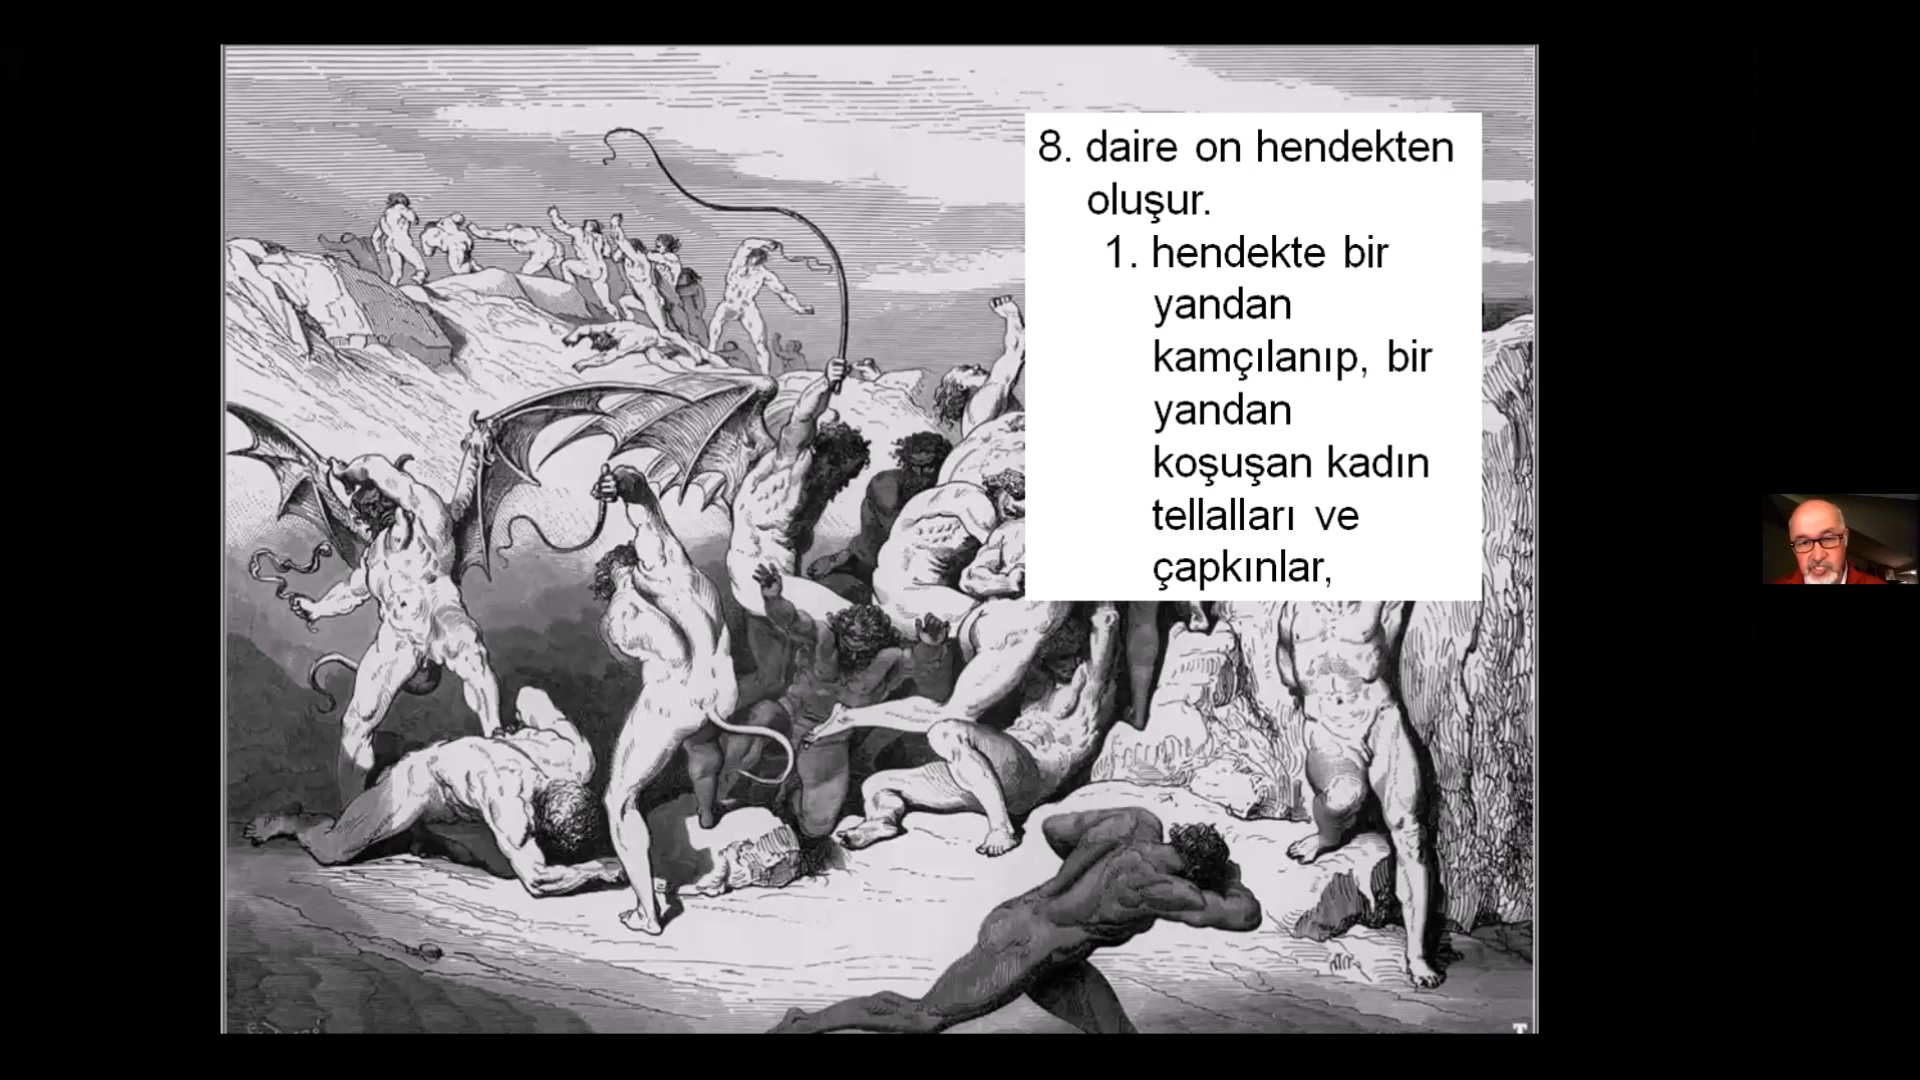 8. daire on hendekten
oluşur.
1. hendekte bir
yandan
kamçılanıp, bir
yandan
koşuşan kadın
tellalları ve
çapkınlar,